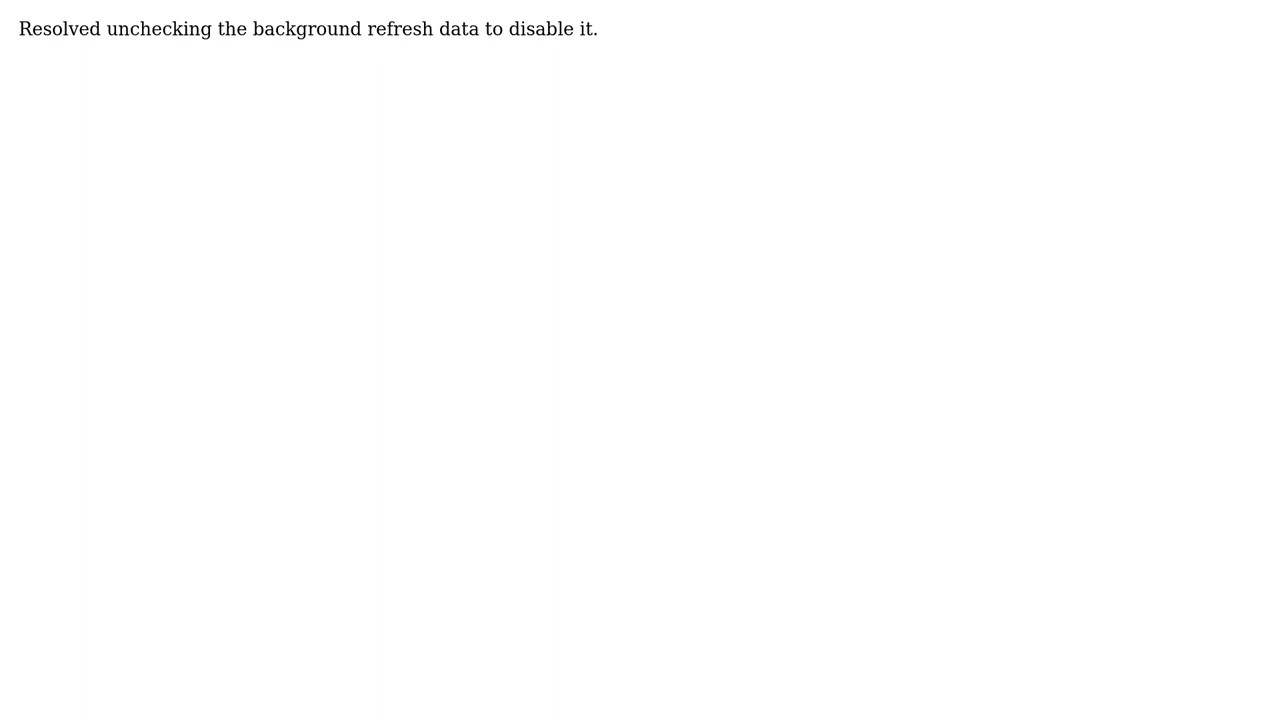 Resolved unchecking the background refresh data to disable it.